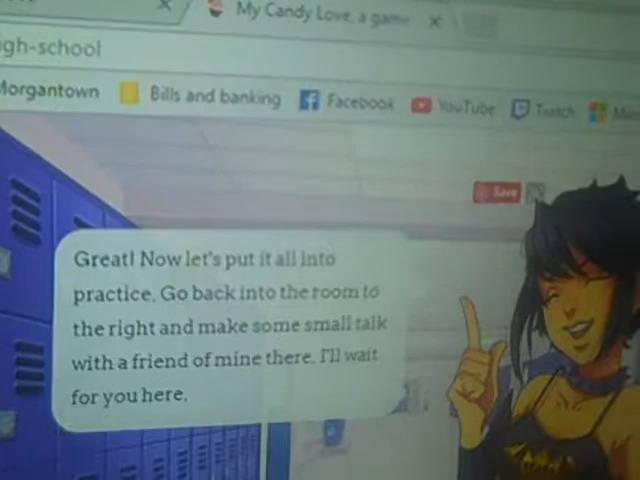 My Candy Love, a game
gh-school
Morgantown
Bills and banking
Facebook
YouTube
Twitch
Save
Great! Now let's put it all into
practice. Go back into the room to
the right and make some small talk
with a friend of mine there. I'll wait
for you here.